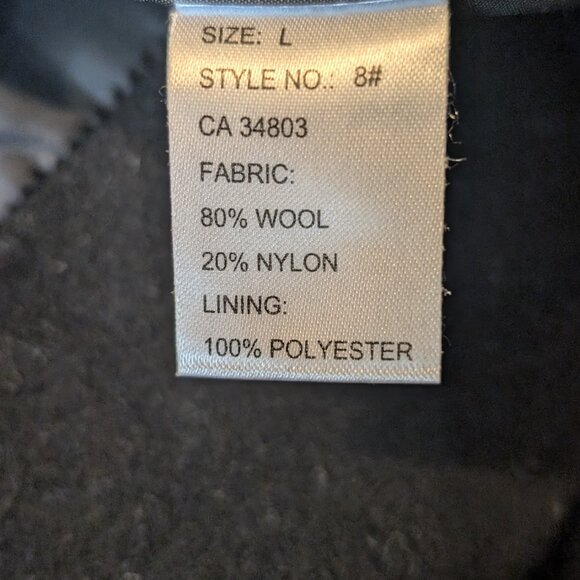 SIZE: L
STYLE NO.: 8#
CA 34803
FABRIC:
80% WOOL
20% NYLON
LINING:
100% POLYESTER